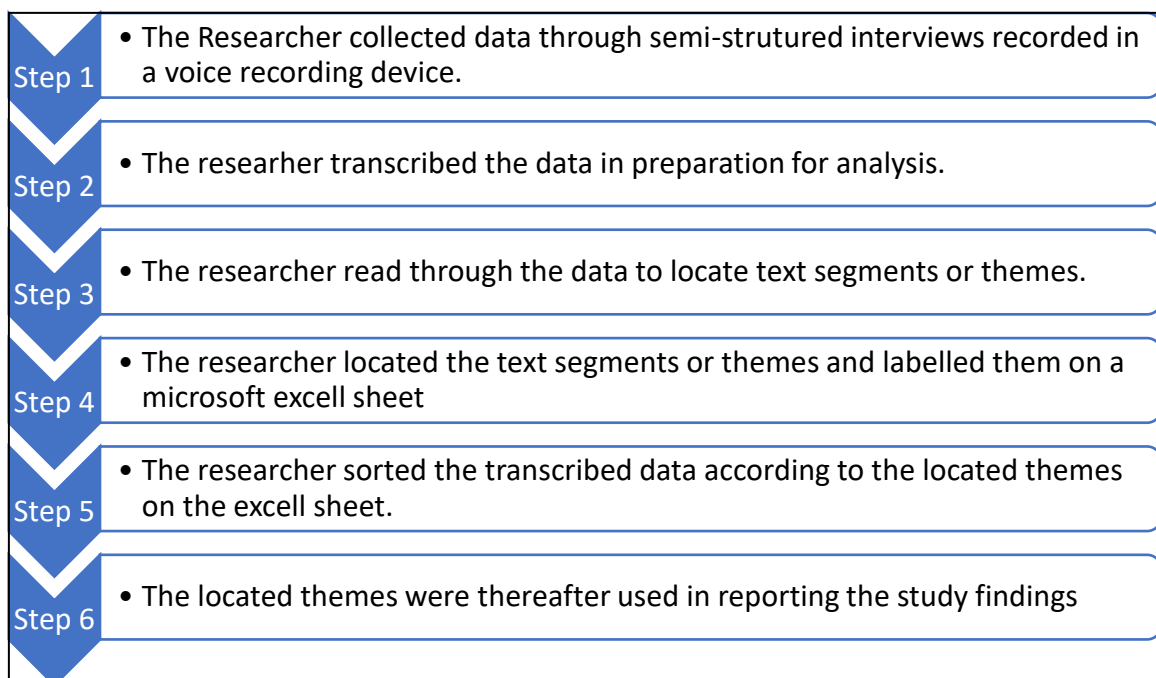 Step 1
• The Researcher collected data through semi-strutured interviews recorded in
a voice recording device.
Step 2
• The researher transcribed the data in preparation for analysis.
Step 3
• The researcher read through the data to locate text segments or themes.
Step 4
• The researcher located the text segments or themes and labelled them on a
microsoft excell sheet
Step 5
• The researcher sorted the transcribed data according to the located themes
on the excell sheet.
Step 6
• The located themes were thereafter used in reporting the study findings